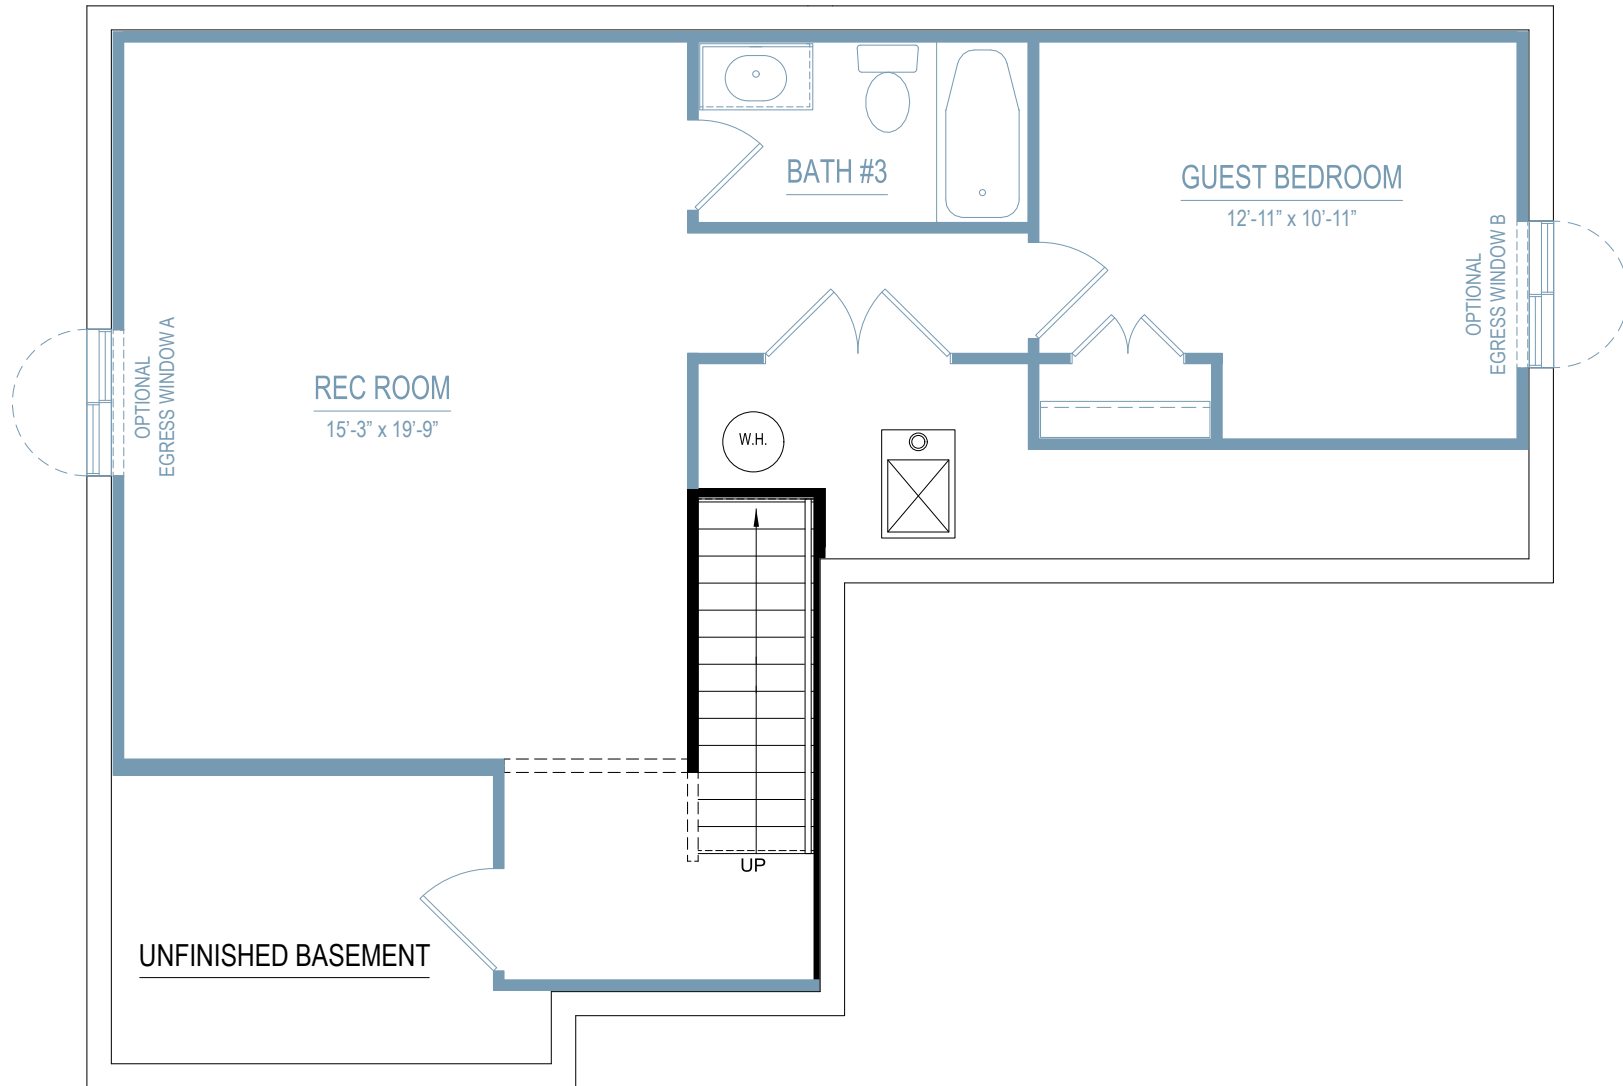 BATH #3
GUEST BEDROOM
12’-11” x 10’-11”
OPTIONAL
EGRESS WINDOW B
OPTIONAL
EGRESS WINDOW A
REC ROOM
15’-3” x 19’-9”
W.H.
UP
UNFINISHED BASEMENT